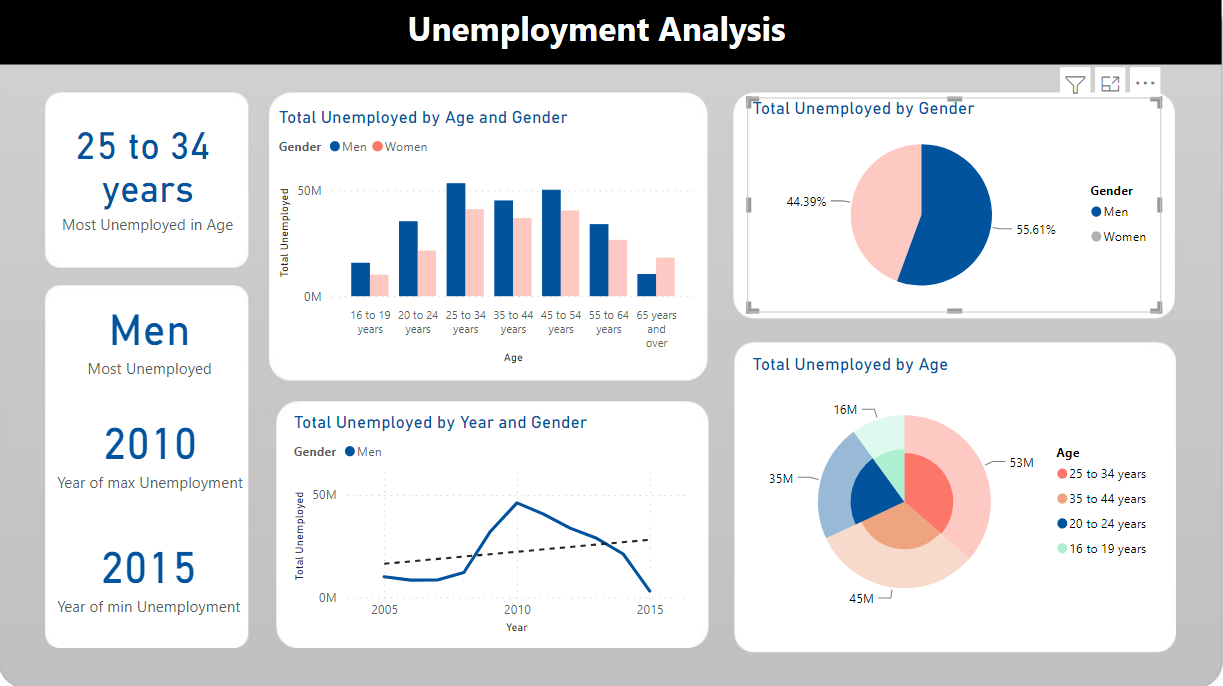 Unemployment Analysis
25 to 34
years
Most Unemployed in Age
Men
Most Unemployed
2010
Year of max Unemployment
2015
Year of min Unemployment
Total Unemployed by Age and Gender
Gender Men Women
Total Unemployed
50M
0M
16 to 19 20 to 24 25 to 34 35 to 44 45 to 54 55 to 64 65 years
years years years years years years and
over
Age
Total Unemployed by Year and Gender
Gender Men
Total Unemployed
50M
0M
2005 2010 2015
Year
Total Unemployed by Gender
44.39%
55.61%
Gender
Men
Women
Total Unemployed by Age
16M
35M
53M
45M
Age
25 to 34 years
35 to 44 years
20 to 24 years
16 to 19 years